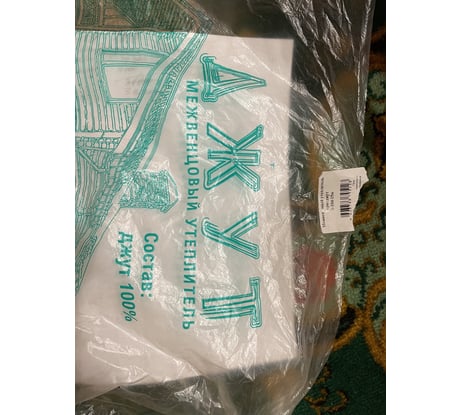 ДЖУТ
МЕЖВЕНЦОВЫЙ УТЕПЛИТЕЛЬ
Состав:
Джут 100%